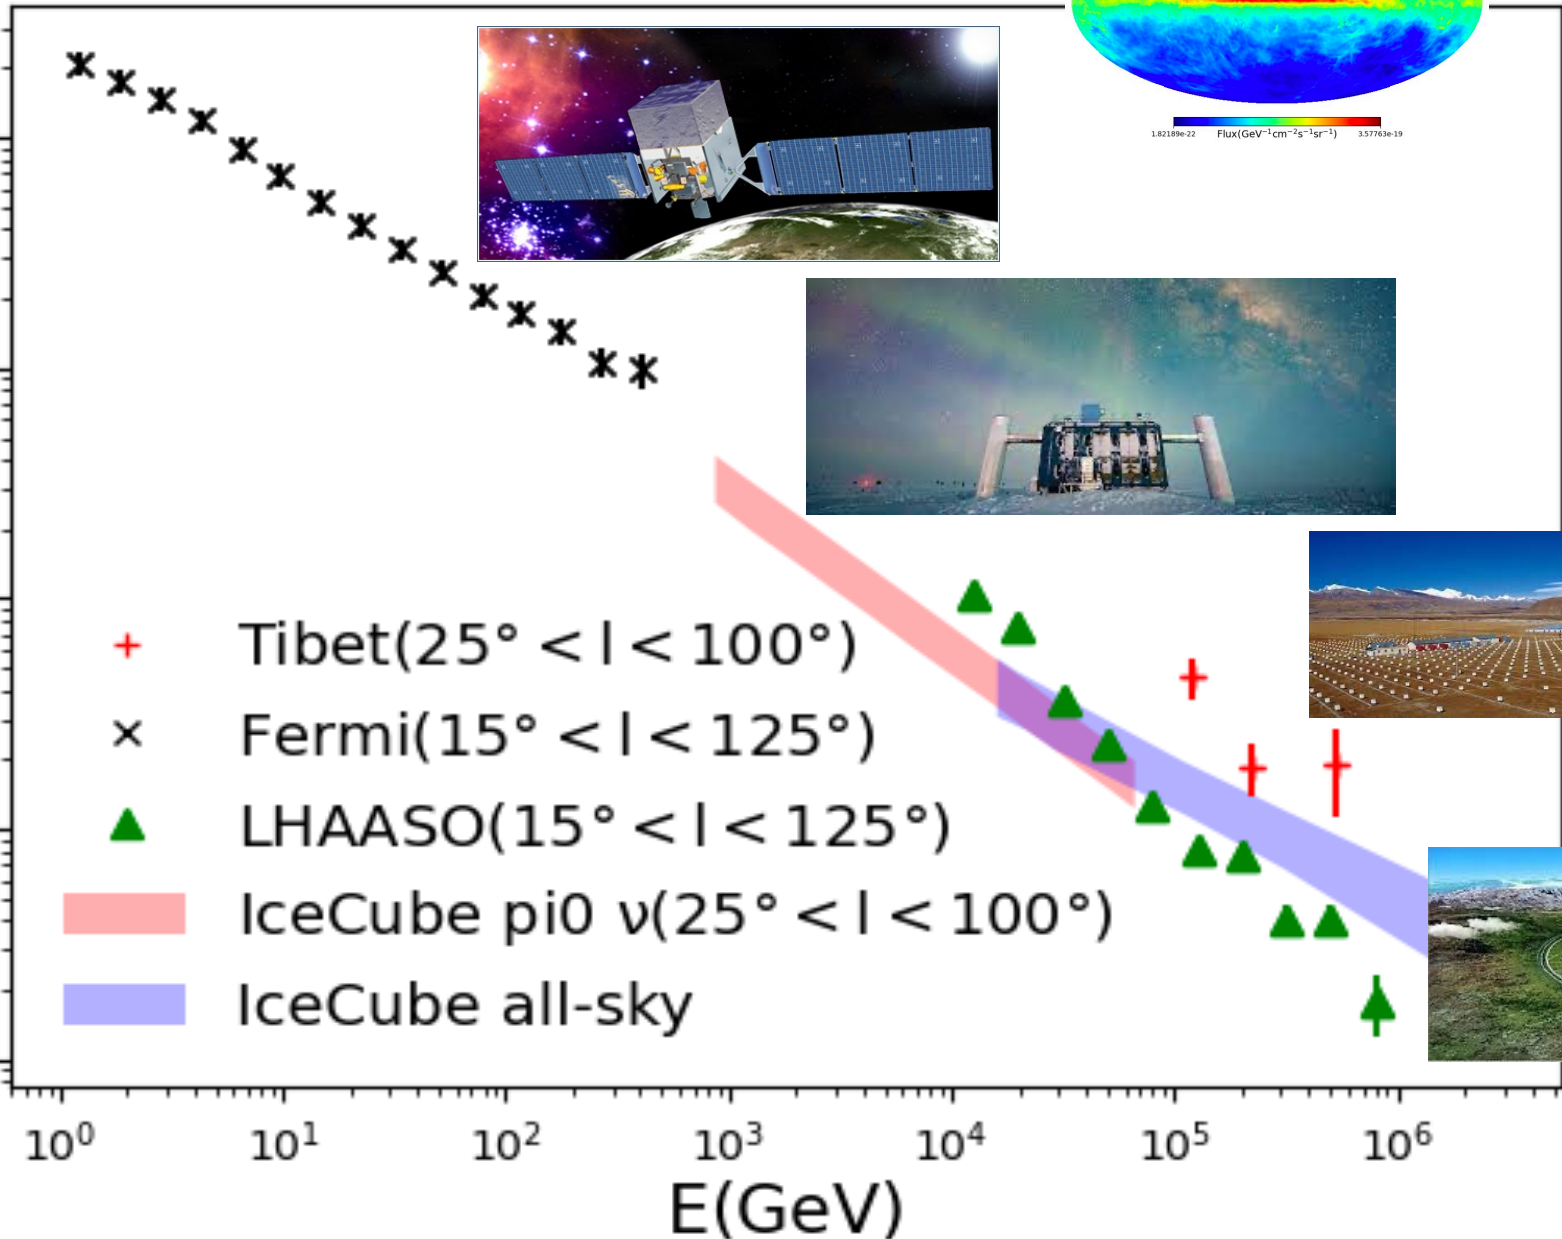 1.82189e-22 Flux(GeV⁻¹cm⁻²s⁻¹sr⁻¹) 3.57763e-19
Tibet(25° < l < 100°)
Fermi(15° < l < 125°)
LHAASO(15° < l < 125°)
IceCube pi0 ν(25° < l < 100°)
IceCube all-sky
10⁰ 10¹ 10² 10³ 10⁴ 10⁵ 10⁶
E(GeV)